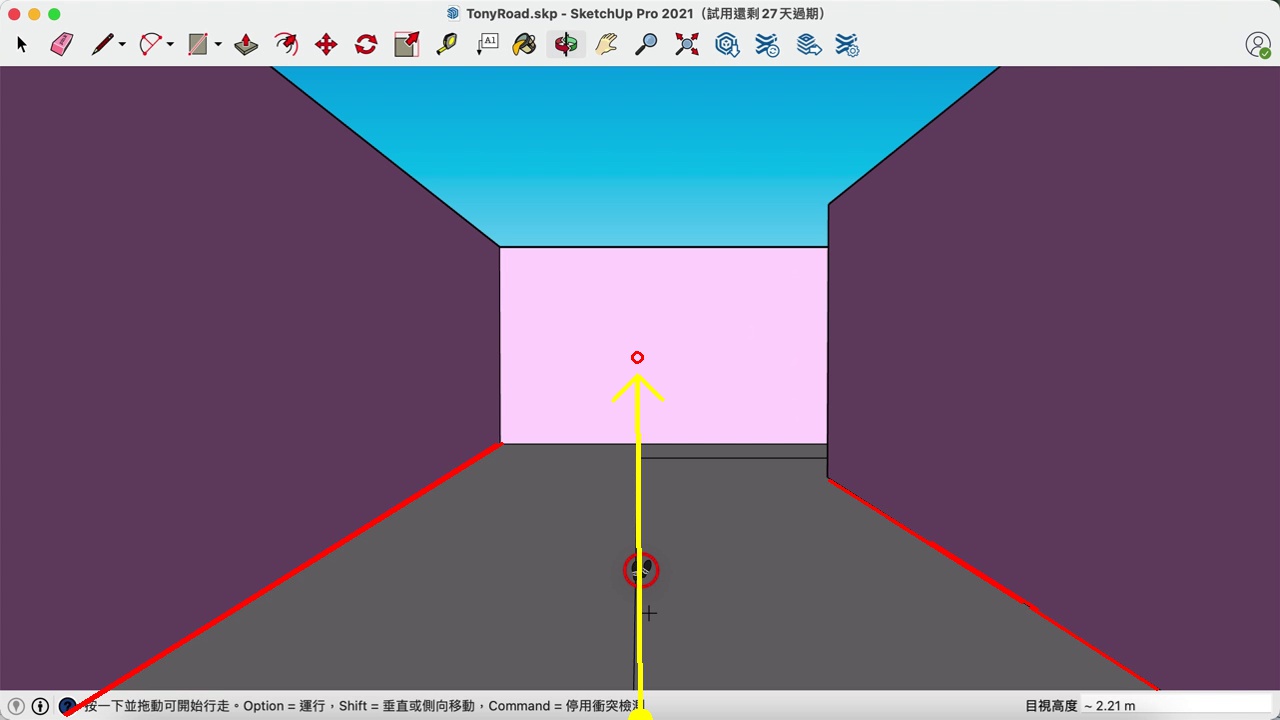 TonyRoad.skp - SketchUp Pro 2021（試用還剩 27 天過期）
A1
按一下並拖動可開始行走。Option = 運行，Shift = 垂直或側向移動，Command = 停用衝突檢測
目視高度 ~ 2.21 m